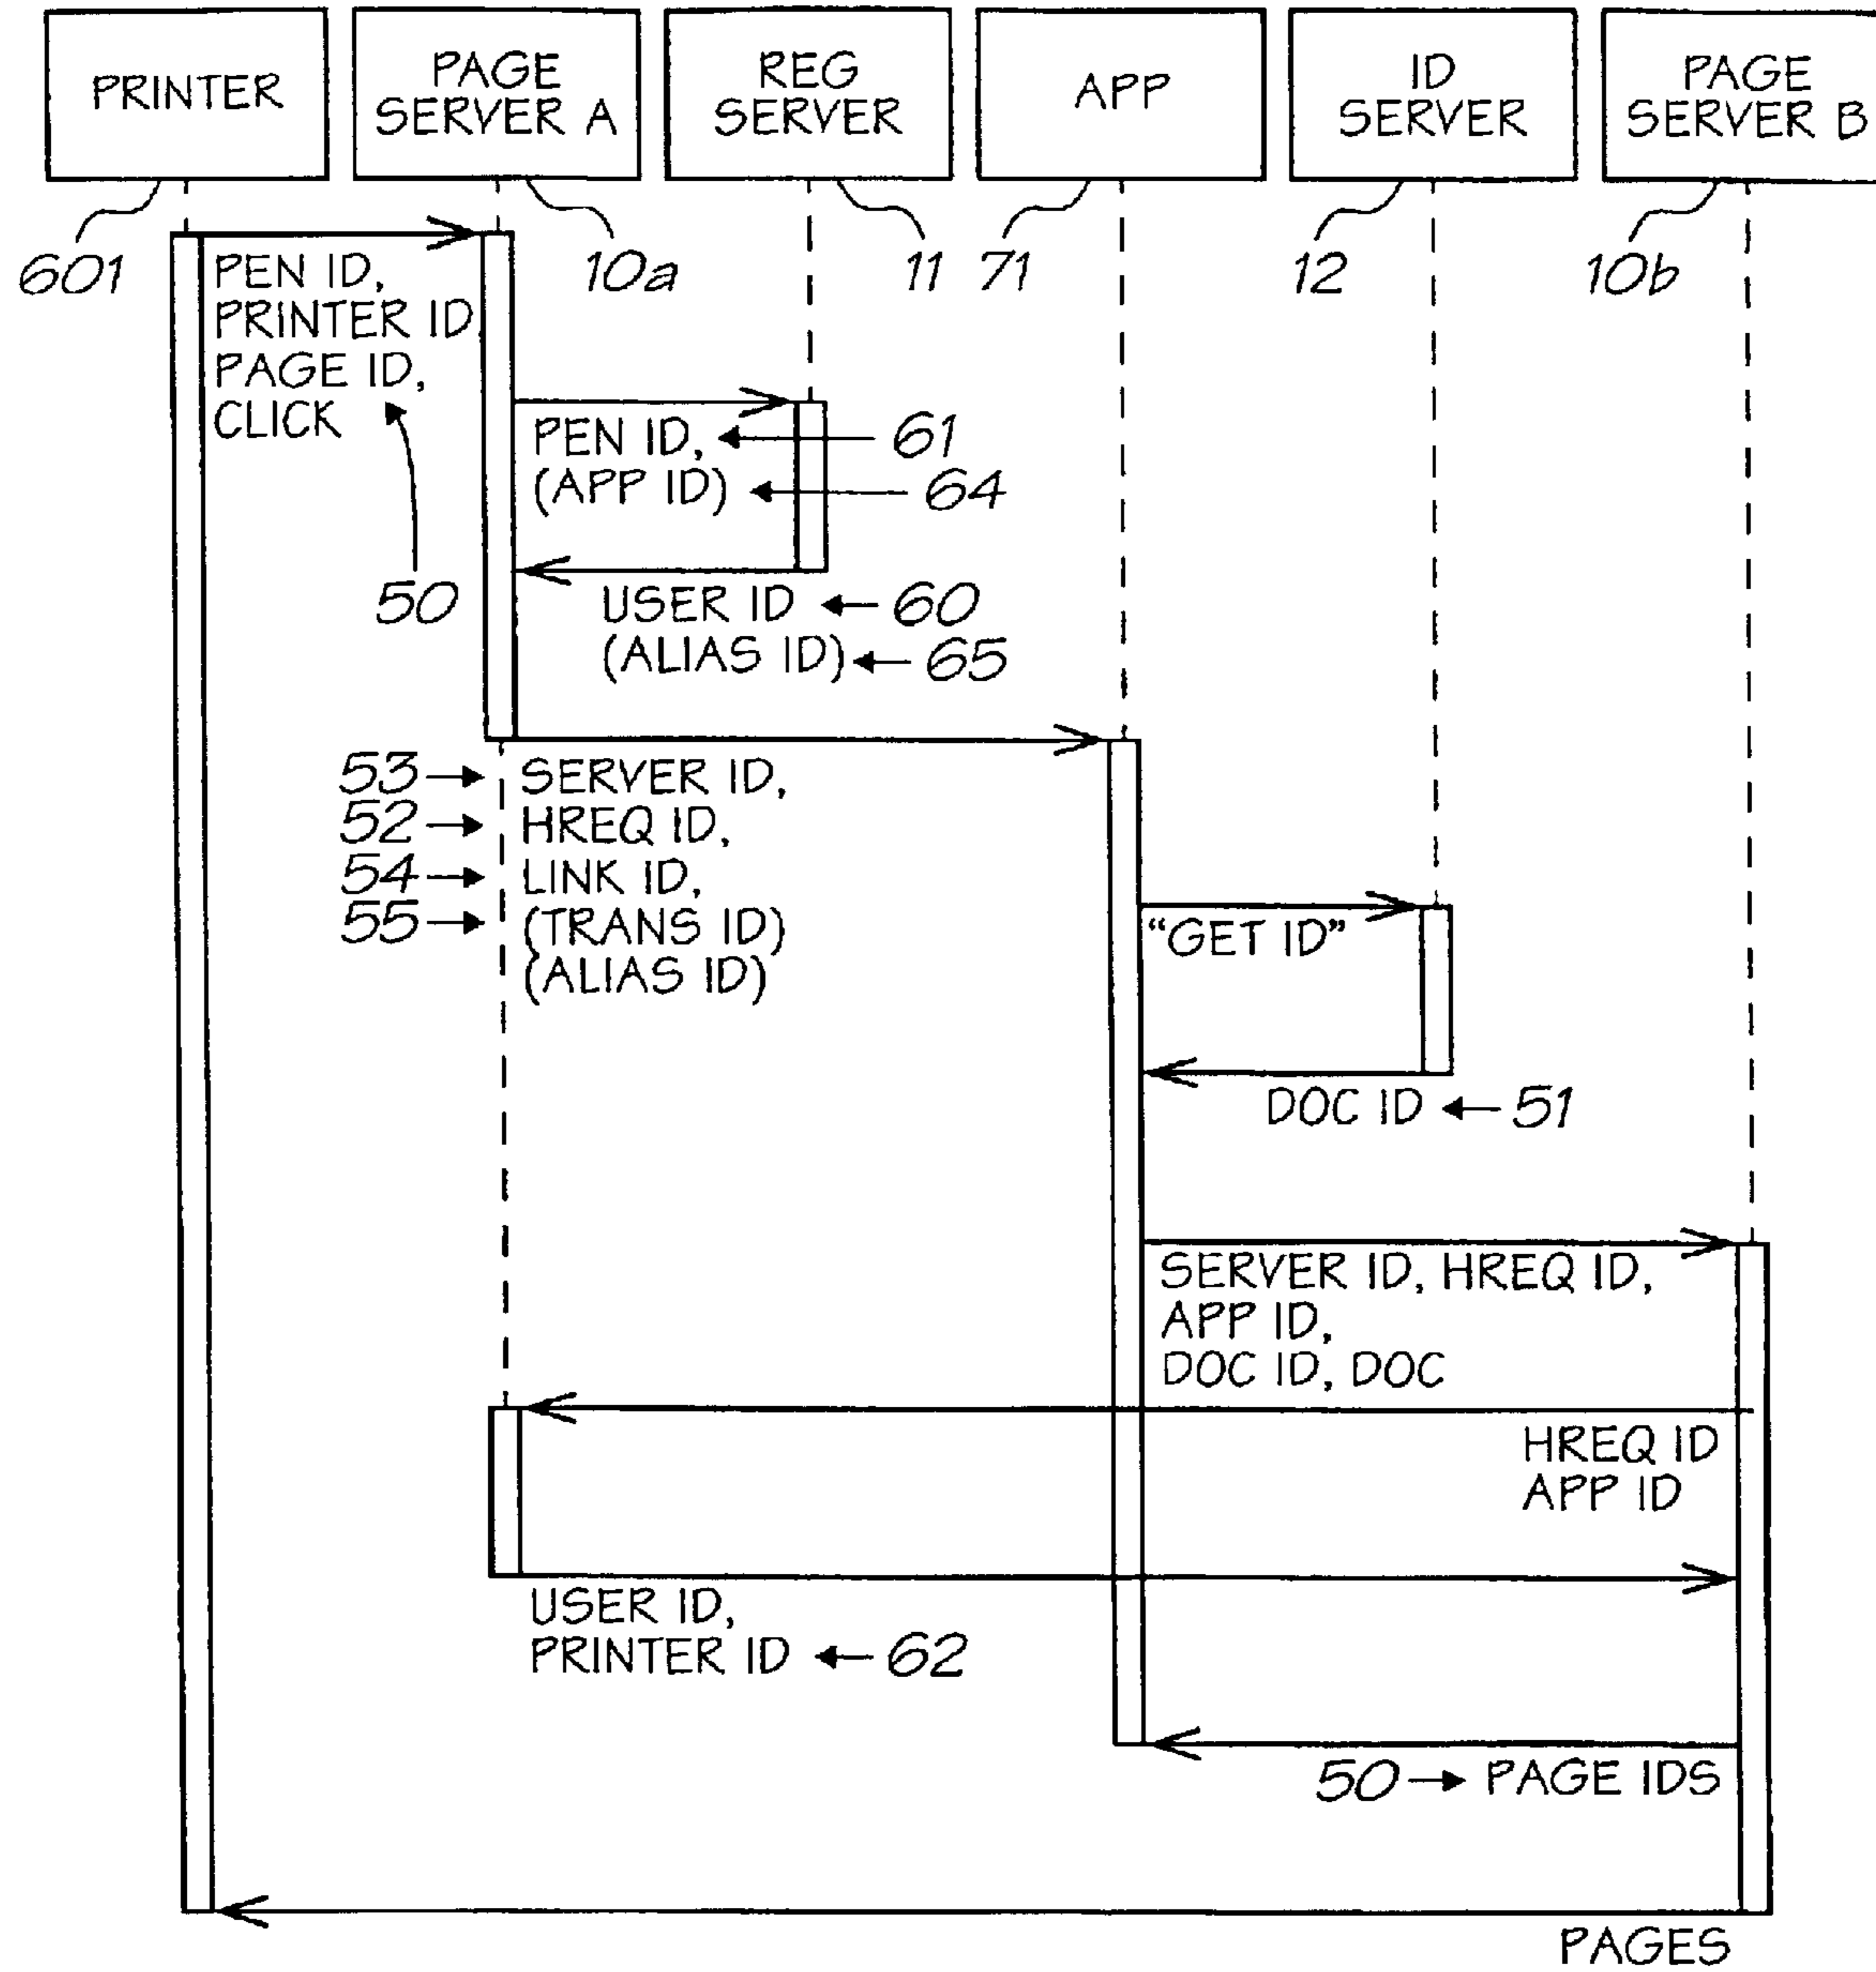 PRINTER
PAGE
SERVER A
REG
SERVER
APP
ID
SERVER
PAGE
SERVER B
601
10a
11
71
12
10b
PEN ID,
PRINTER ID
PAGE ID,
CLICK
50
PEN ID,
61
(APP ID)
64
USER ID
60
(ALIAS ID)
65
53
SERVER ID,
52
HREQ ID,
54
LINK ID,
55
(TRANS ID)
(ALIAS ID)
“GET ID”
DOC ID
51
SERVER ID, HREQ ID,
APP ID,
DOC ID, DOC
HREQ ID
APP ID
USER ID,
PRINTER ID
62
50
PAGE IDS
PAGES